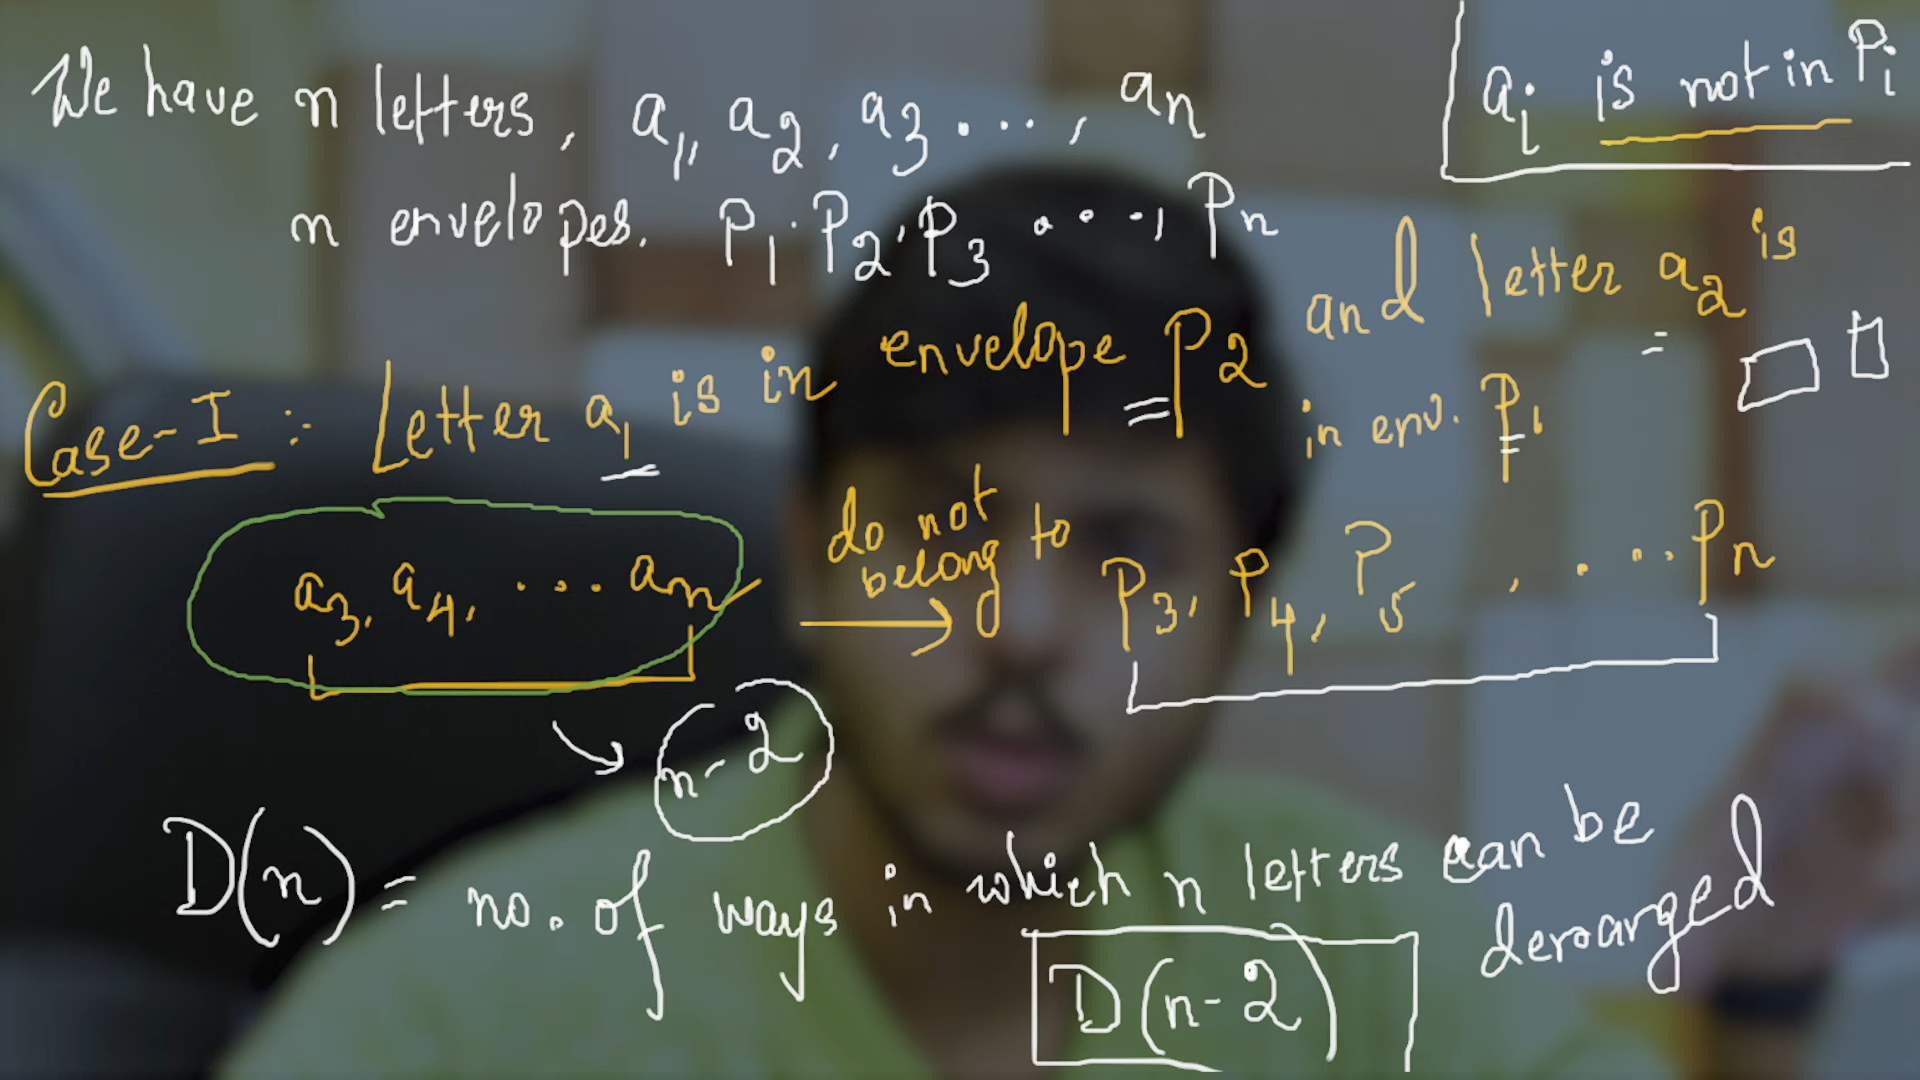 We have n letters, a1, a2, a3 ..., an
ai is not in Pi
n envelopes. P1, P2, P3 ..., Pn
Case-I :- Letter a1 is in envelope P2 and letter a2 is
in env. P1
a3, a4, ... an do not belong to P3, P4, P5, ... Pn
n-2
D(n) = no. of ways in which n letters can be
derarged
D(n-2)